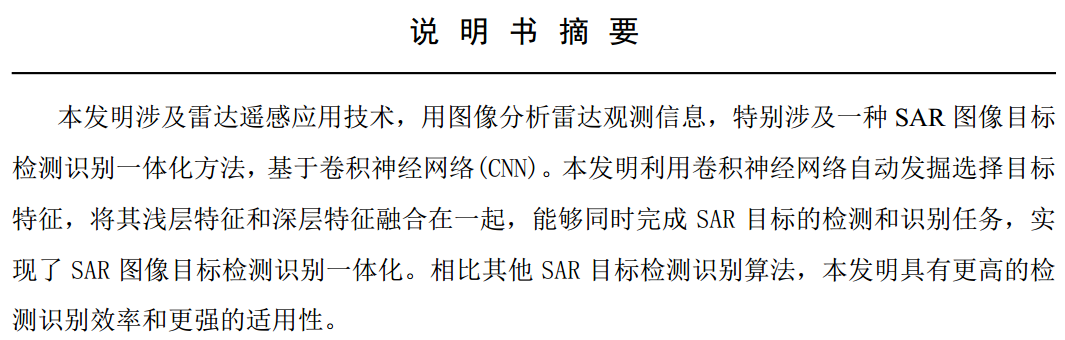 说明书摘要
本发明涉及雷达遥感应用技术，用图像分析雷达观测信息，特别涉及一种 SAR 图像目标
检测识别一体化方法，基于卷积神经网络(CNN)。本发明利用卷积神经网络自动发掘选择目标
特征，将其浅层特征和深层特征融合在一起，能够同时完成 SAR 目标的检测和识别任务，实
现了 SAR 图像目标检测识别一体化。相比其他 SAR 目标检测识别算法，本发明具有更高的检
测识别效率和更强的适用性。